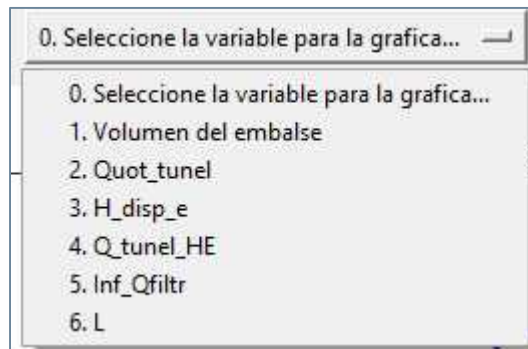 0. Seleccione la variable para la grafica...
0. Seleccione la variable para la grafica...
1. Volumen del embalse
2. Quot_tunel
3. H_disp_e
4. Q_tunel_HE
5. Inf_Qfiltr
6. L